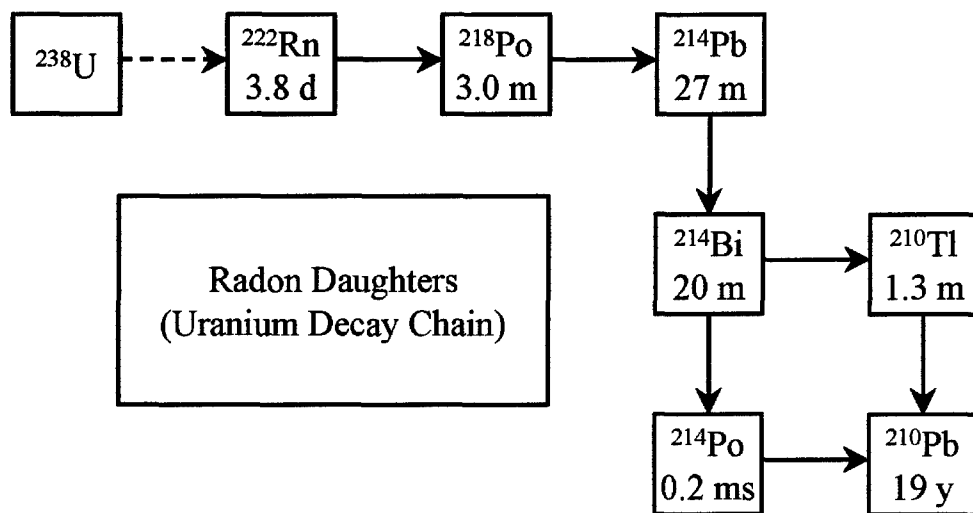 ²³⁸U
²²²Rn
3.8 d
²¹⁸Po
3.0 m
²¹⁴Pb
27 m
Radon Daughters
(Uranium Decay Chain)
²¹⁴Bi
20 m
²¹⁰Tl
1.3 m
²¹⁴Po
0.2 ms
²¹⁰Pb
19 y